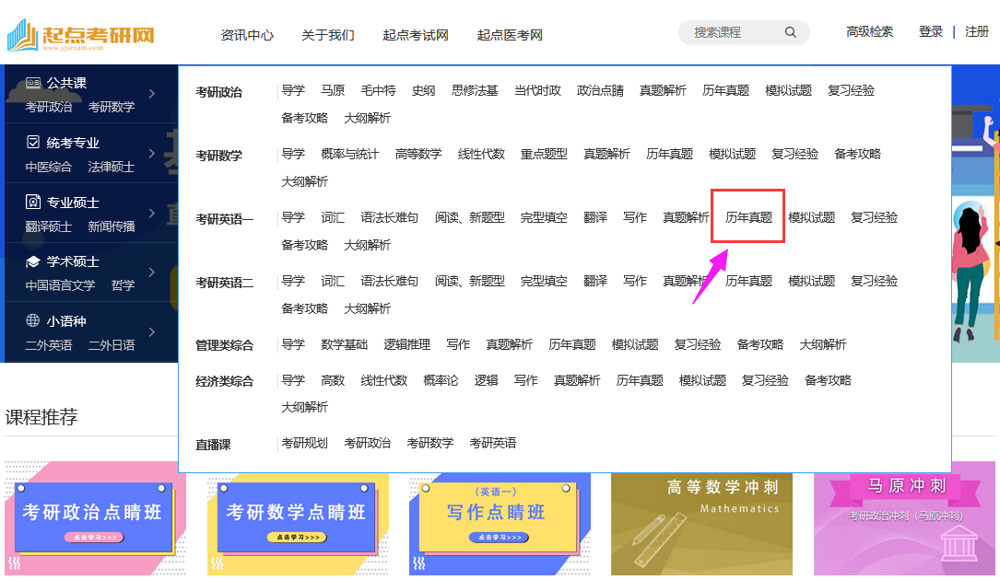 起点考研网
www.yjsexam.com
资讯中心 关于我们 起点考试网 起点医考网
搜索课程
高级检索 登录 | 注册
公共课
考研政治 考研数学
统考专业
中医综合 法律硕士
专业硕士
翻译硕士 新闻传播
学术硕士
中国语言文学 哲学
小语种
二外英语 二外日语
考研政治 导学 马原 毛中特 史纲 思修法基 当代时政 政治点睛 真题解析 历年真题 模拟试题 复习经验
备考攻略 大纲解析
考研数学 导学 概率与统计 高等数学 线性代数 重点题型 真题解析 历年真题 模拟试题 复习经验 备考攻略
大纲解析
考研英语一 导学 词汇 语法长难句 阅读、新题型 完型填空 翻译 写作 真题解析 历年真题 模拟试题 复习经验
备考攻略 大纲解析
考研英语二 导学 词汇 语法长难句 阅读、新题型 完型填空 翻译 写作 真题解析 历年真题 模拟试题 复习经验
备考攻略 大纲解析
管理类综合 导学 数学基础 逻辑推理 写作 真题解析 历年真题 模拟试题 复习经验 备考攻略 大纲解析
经济类综合 导学 高数 线性代数 概率论 逻辑 写作 真题解析 历年真题 模拟试题 复习经验 备考攻略
大纲解析
直播课 考研规划 考研政治 考研数学 考研英语
课程推荐
考研政治点睛班
点击学习>>>
考研数学点睛班
点击学习>>>
（英语一）
写作点睛班
点击学习>>>
高等数学冲刺
Mathematics
马原冲刺
考研政治冲刺（马原冲刺）